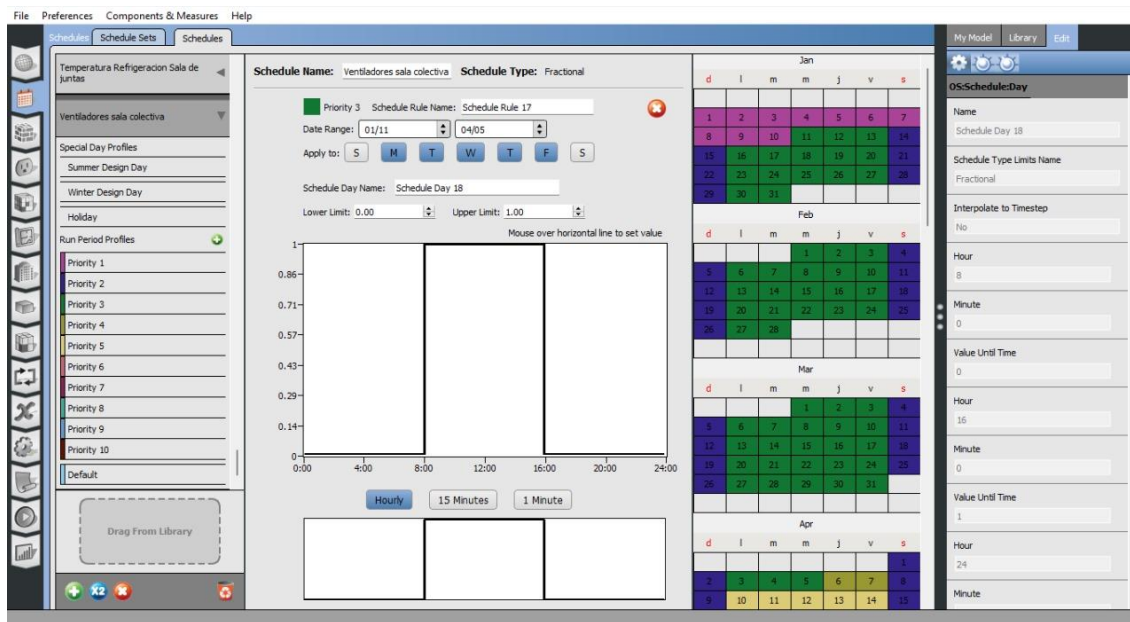 File Preferences Components & Measures Help
Schedules Schedule Sets Schedules
My Model Library Edit
Temperatura Refrigeracion Sala de
juntas
Ventiladores sala colectiva
Special Day Profiles
Summer Design Day
Winter Design Day
Holiday
Run Period Profiles
Priority 1
Priority 2
Priority 3
Priority 4
Priority 5
Priority 6
Priority 7
Priority 8
Priority 9
Priority 10
Default
Drag From Library
X2
Schedule Name: Ventiladores sala colectiva Schedule Type: Fractional
Priority 3 Schedule Rule Name: Schedule Rule 17
Date Range: 01/11 04/05
Apply to: S M T W T F S
Schedule Day Name: Schedule Day 18
Lower Limit: 0.00 Upper Limit: 1.00
Mouse over horizontal line to set value
1
0.86
0.71
0.57
0.43
0.29
0.14
0
0:00 4:00 8:00 12:00 16:00 20:00 24:00
Hourly 15 Minutes 1 Minute
Jan
d l m m j v s
1 2 3 4 5 6 7
8 9 10 11 12 13 14
15 16 17 18 19 20 21
22 23 24 25 26 27 28
29 30 31
Feb
d l m m j v s
1 2 3 4
5 6 7 8 9 10 11
12 13 14 15 16 17 18
19 20 21 22 23 24 25
26 27 28
Mar
d l m m j v s
1 2 3 4
5 6 7 8 9 10 11
12 13 14 15 16 17 18
19 20 21 22 23 24 25
26 27 28 29 30 31
Apr
d l m m j v s
1
2 3 4 5 6 7 8
9 10 11 12 13 14 15
OS:Schedule:Day
Name
Schedule Day 18
Schedule Type Limits Name
Fractional
Interpolate to Timestep
No
Hour
8
Minute
0
Value Until Time
0
Hour
16
Minute
0
Value Until Time
1
Hour
24
Minute